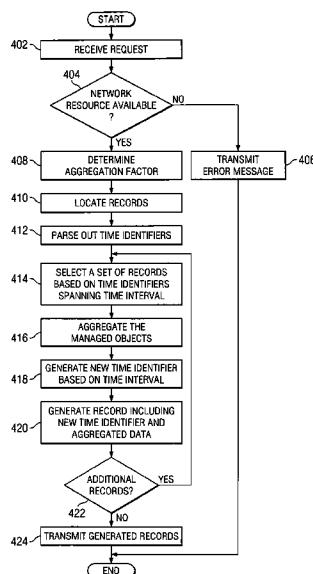 START
402
RECEIVE REQUEST
404
NETWORK
RESOURCE AVAILABLE
?
NO
YES
408
DETERMINE
AGGREGATION FACTOR
TRANSMIT
ERROR MESSAGE
406
410
LOCATE RECORDS
412
PARSE OUT TIME IDENTIFIERS
414
SELECT A SET OF RECORDS
BASED ON TIME IDENTIFIERS
SPANNING TIME INTERVAL
416
AGGREGATE THE
MANAGED OBJECTS
418
GENERATE NEW TIME IDENTIFIER
BASED ON TIME INTERVAL
420
GENERATE RECORD INCLUDING
NEW TIME IDENTIFIER AND
AGGREGATED DATA
ADDITIONAL
RECORDS?
YES
422
NO
424
TRANSMIT GENERATED RECORDS
END